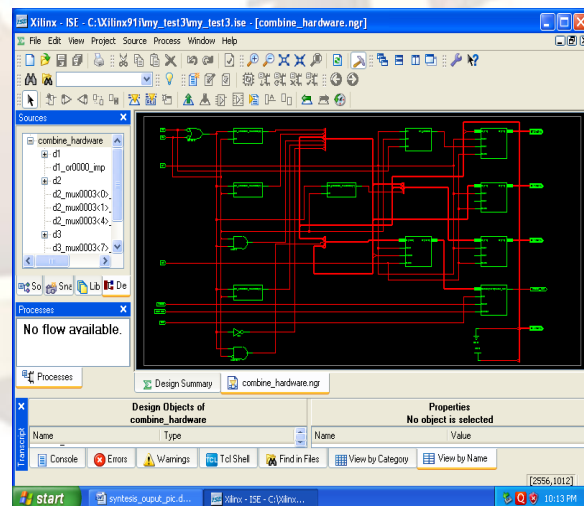 Xilinx - ISE - C:\Xilinx91i\my_test3\my_test3.ise - [combine_hardware.ngr]
File Edit View Project Source Process Window Help
Sources
combine_hardware
d1
d1_or0000_imp
d2
d2_mux0003<0>_
d2_mux0003<1>_
d2_mux0003<4>_
d3
d3_mux0003<7>_
So Sna Lib De
Processes
No flow available.
Processes
Design Summary combine_hardware.ngr
Transcript
Design Objects of combine_hardware
Properties
No object is selected
Name Type Name Value
Console Errors Warnings Tcl Shell Find in Files View by Category View by Name
[2556,1012]
start syntesis_ouput_pic.d... Xilinx - ISE - C:\Xilinx... 10:13 PM